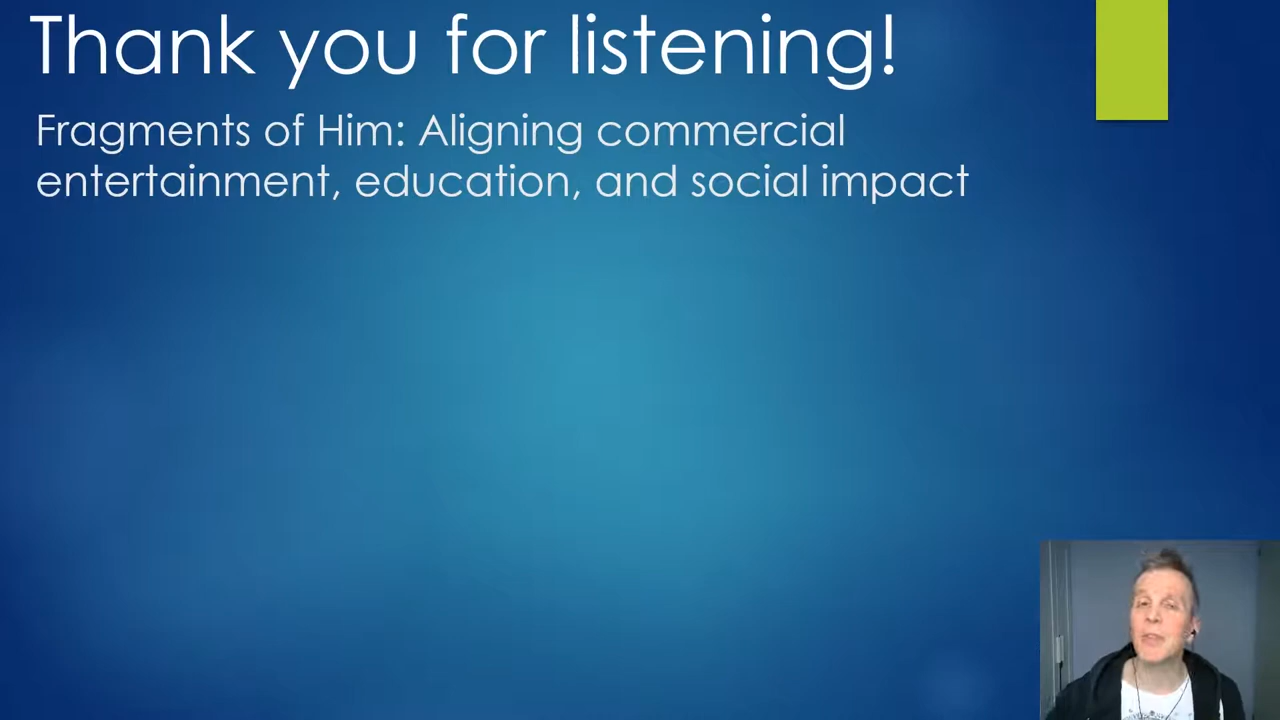 Thank you for listening!
Fragments of Him: Aligning commercial
entertainment, education, and social impact